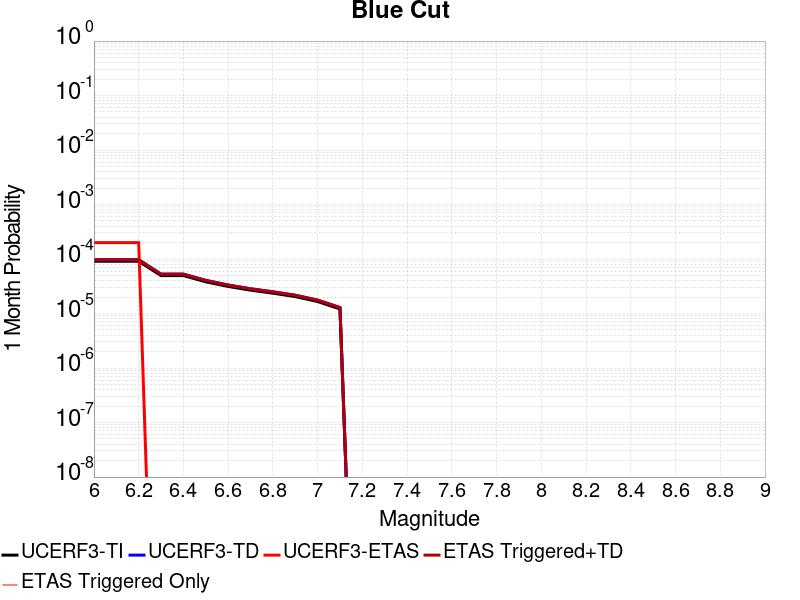 Blue Cut
10^0
10^-1
10^-2
10^-3
10^-4
10^-5
10^-6
10^-7
10^-8
1 Month Probability
6 6.2 6.4 6.6 6.8 7 7.2 7.4 7.6 7.8 8 8.2 8.4 8.6 8.8 9
Magnitude
UCERF3-TI UCERF3-TD UCERF3-ETAS ETAS Triggered+TD
ETAS Triggered Only